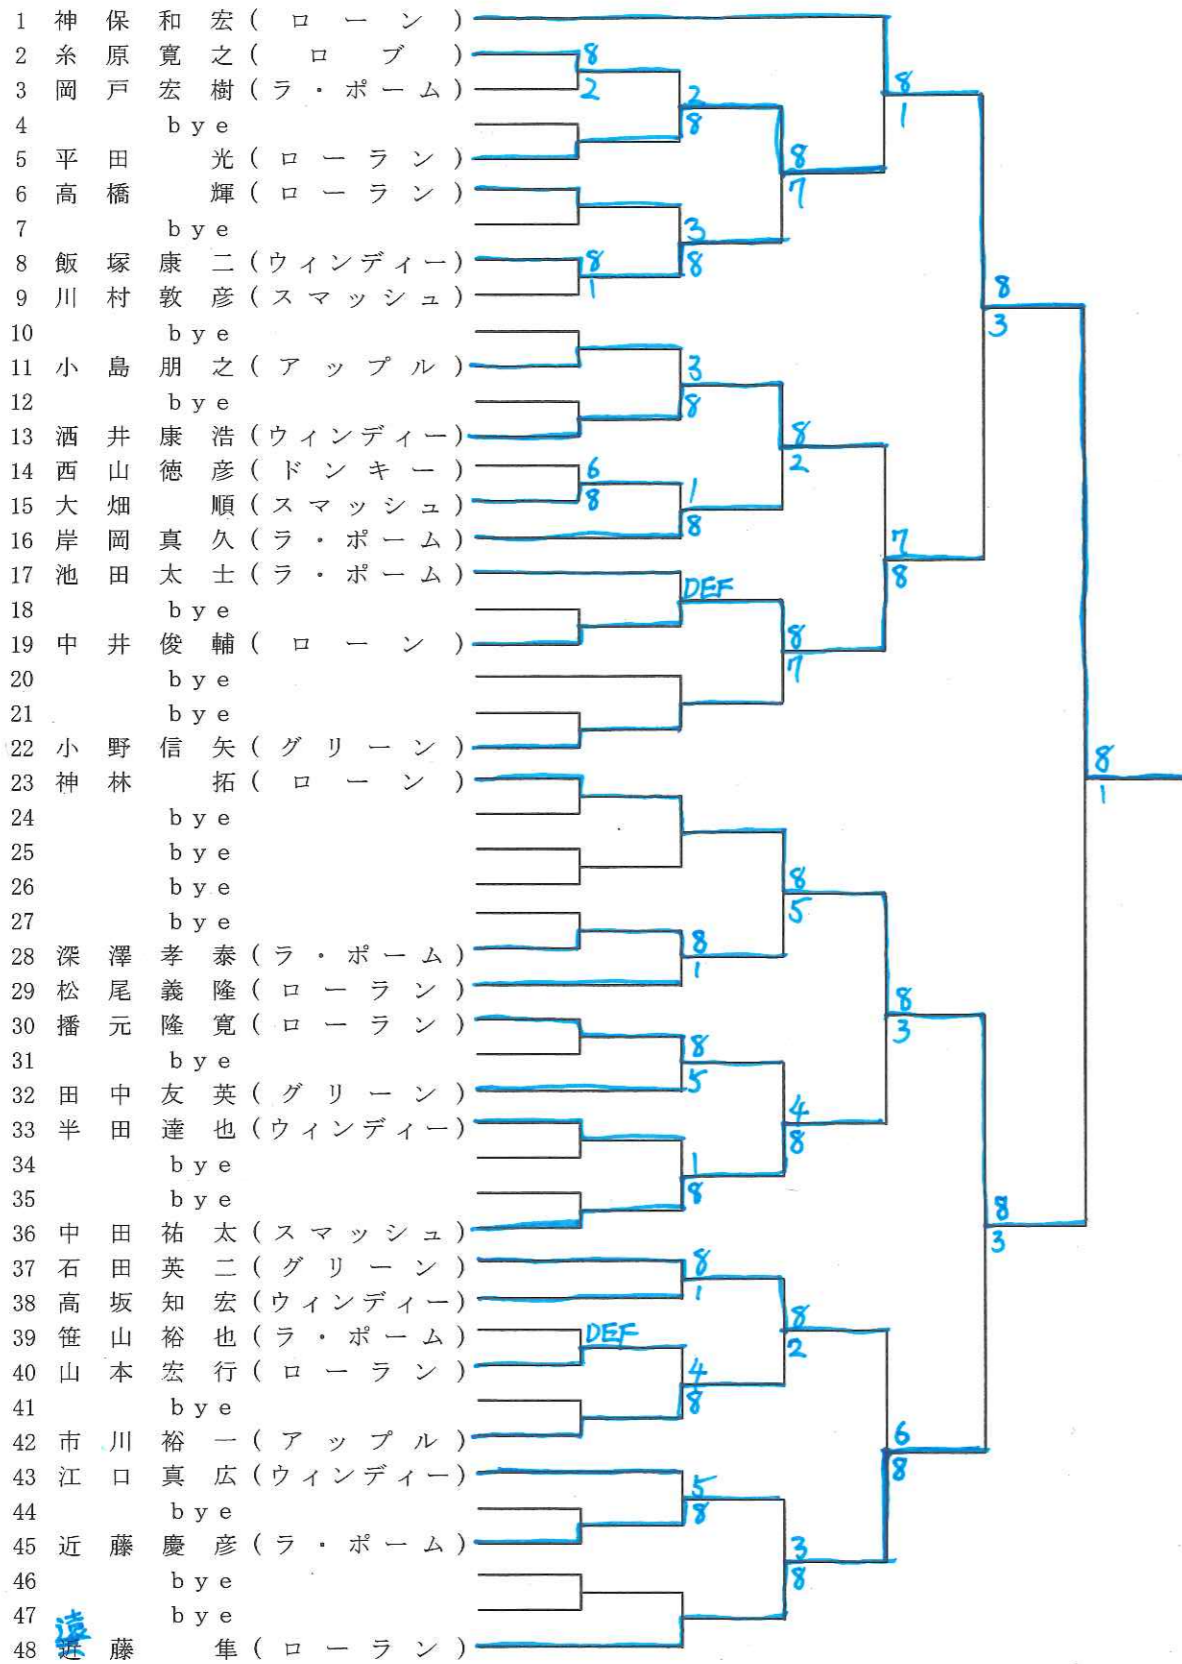 1 神保和宏(ローン)
2 糸原寛之(ロブ) 8
3 岡戸宏樹(ラ・ポーム) 2 2 8 1
4 bye 8
5 平田 光(ローラン) 8
6 高橋 輝(ローラン) 7
7 bye 3
8 飯塚康二(ウィンディー) 8 8
9 川村敦彦(スマッシュ) 1 8 3
10 bye
11 小島朋之(アップル) 3
12 bye 8
13 酒井康浩(ウィンディー) 8
14 西山徳彦(ドンキー) 6 2
15 大畑 順(スマッシュ) 8 1
16 岸岡真久(ラ・ポーム) 8 7
17 池田太士(ラ・ポーム) DEF 8
18 bye
19 中井俊輔(ローン) 8
20 bye 7
21 bye
22 小野信矢(グリーン)
23 神林 拓(ローン) 8 1
24 bye
25 bye
26 bye 8
27 bye 5
28 深澤孝泰(ラ・ポーム) 8
29 松尾義隆(ローラン) 1 8
30 播元隆寛(ローラン) 8 3
31 bye
32 田中友英(グリーン) 5 4
33 半田達也(ウィンディー) 8
34 bye 1
35 bye 8
36 中田祐太(スマッシュ) 8 3
37 石田英二(グリーン) 8
38 高坂知宏(ウィンディー) 1 8
39 笹山裕也(ラ・ポーム) DEF 2
40 山本宏行(ローラン) 4
41 bye 8
42 市川裕一(アップル) 6
43 江口真広(ウィンディー) 5 8
44 bye 8
45 近藤慶彦(ラ・ポーム) 3
46 bye 8
47 bye
48 遠藤 隼(ローラン)